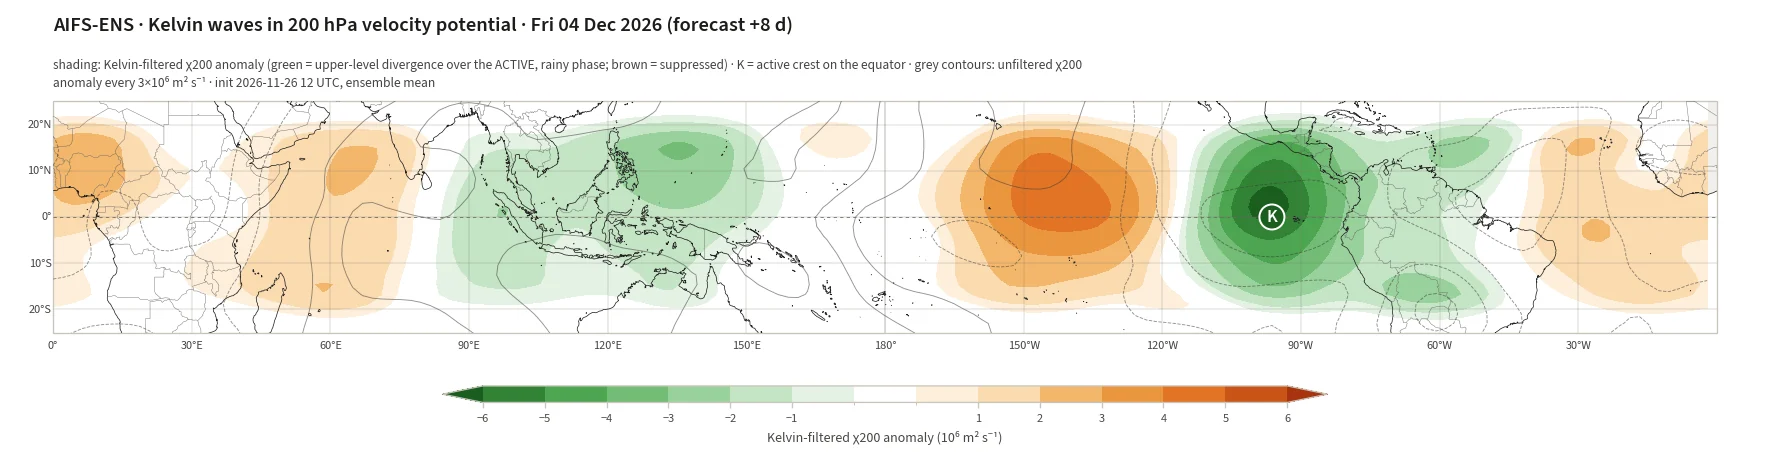 AIFS-ENS · Kelvin waves in 200 hPa velocity potential · Fri 04 Dec 2026 (forecast +8 d)
shading: Kelvin-filtered χ200 anomaly (green = upper-level divergence over the ACTIVE, rainy phase; brown = suppressed) · K = active crest on the equator · grey contours: unfiltered χ200
anomaly every 3×10⁶ m² s⁻¹ · init 2026-11-26 12 UTC, ensemble mean
20°N
10°N
0°
10°S
20°S
K
0° 30°E 60°E 90°E 120°E 150°E 180° 150°W 120°W 90°W 60°W 30°W
−6 −5 −4 −3 −2 −1 1 2 3 4 5 6
Kelvin-filtered χ200 anomaly (10⁶ m² s⁻¹)